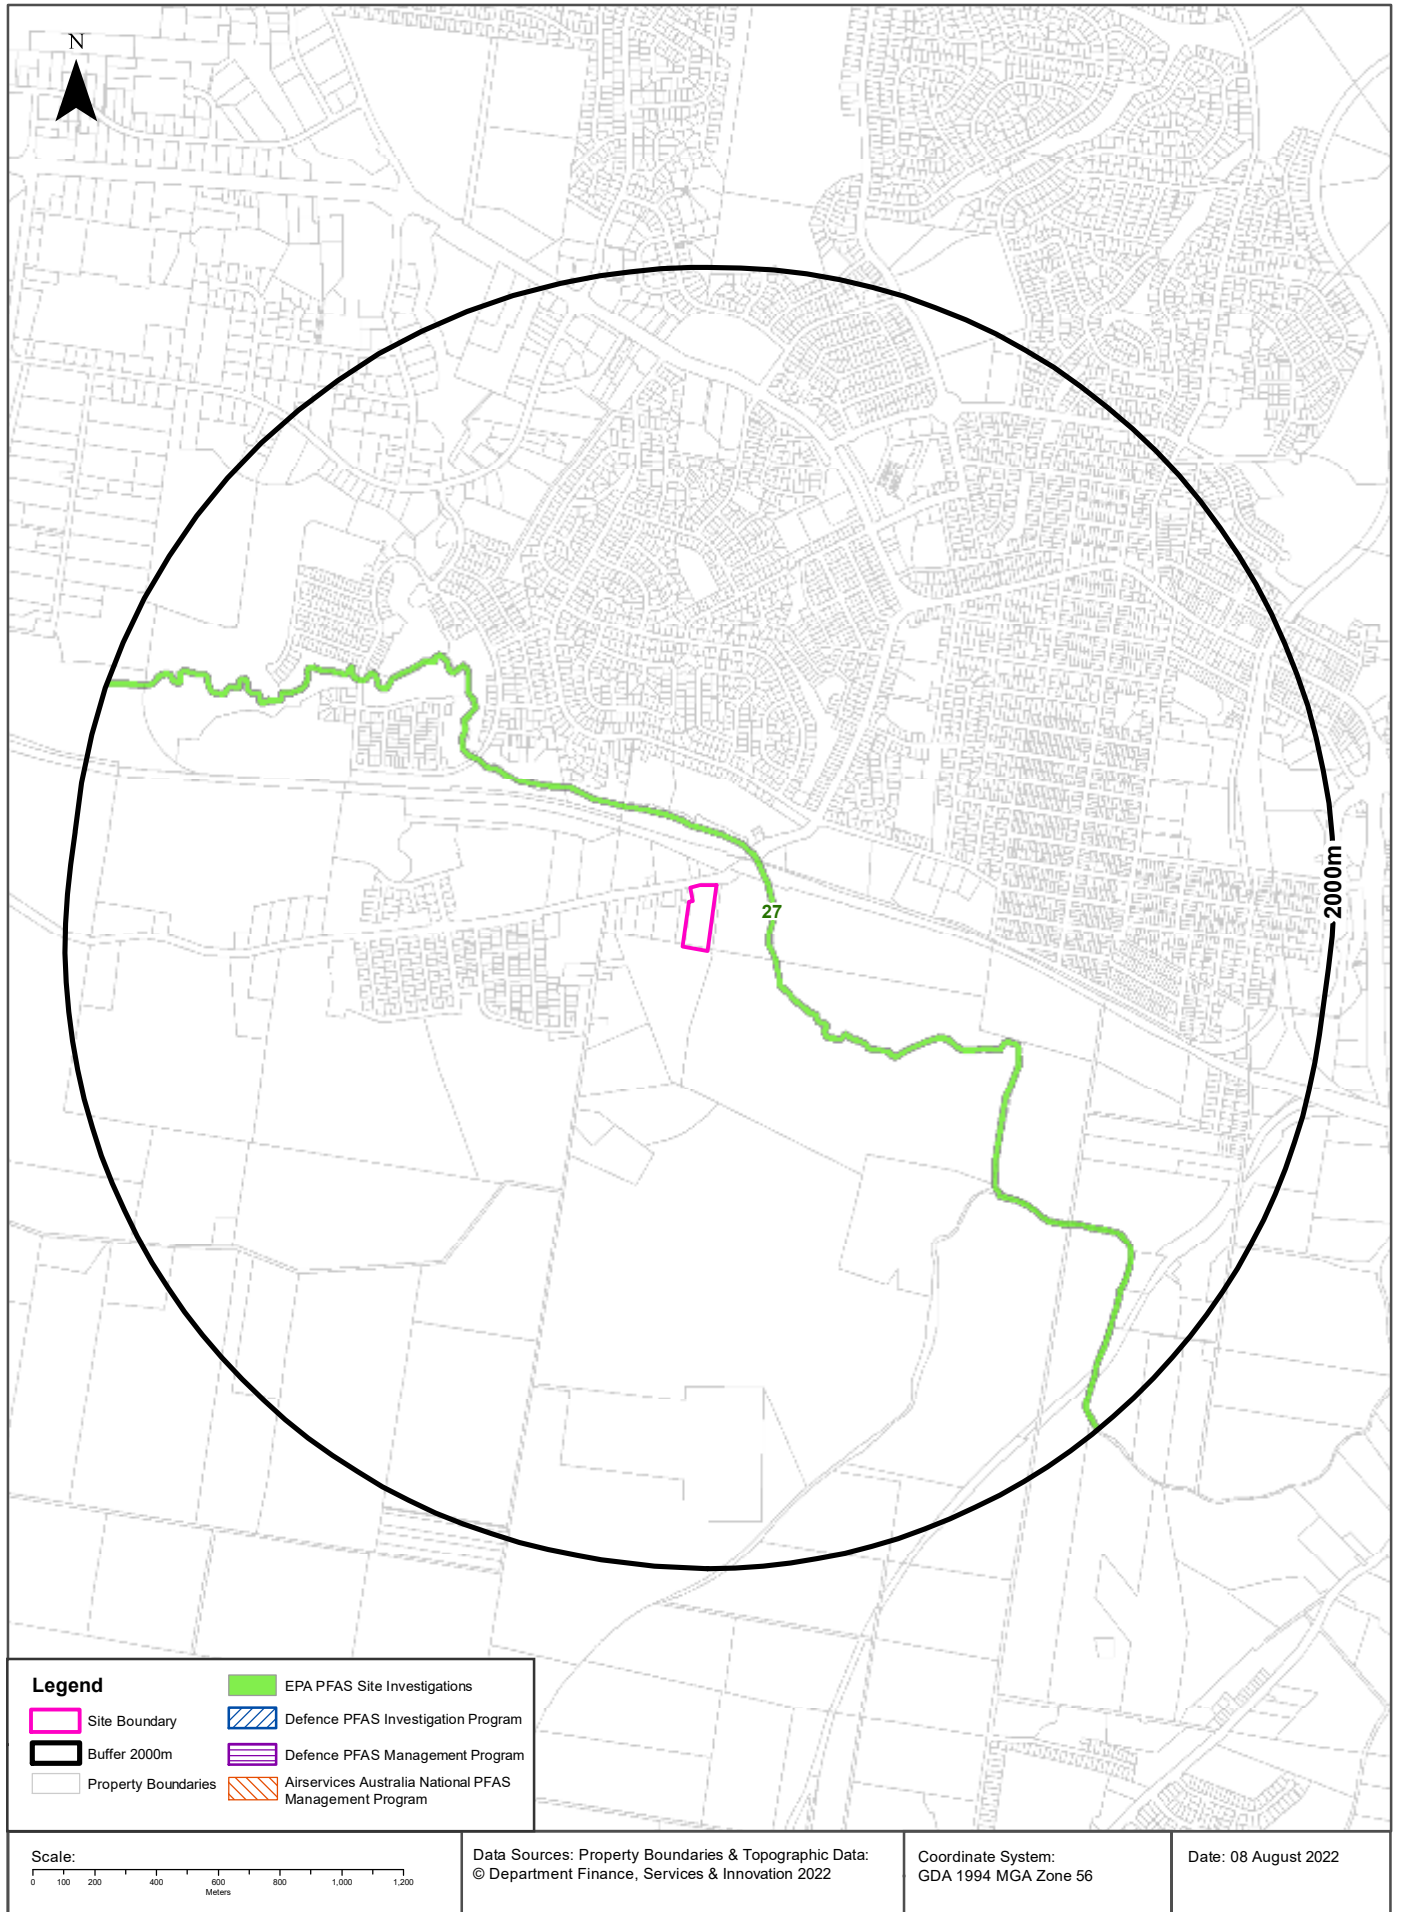 N
27
2000m
Legend
Site Boundary
Buffer 2000m
Property Boundaries
EPA PFAS Site Investigations
Defence PFAS Investigation Program
Defence PFAS Management Program
Airservices Australia National PFAS
Management Program
Scale:
0 100 200 400 600 800 1,000 1,200
Meters
Data Sources: Property Boundaries & Topographic Data:
© Department Finance, Services & Innovation 2022
Coordinate System:
GDA 1994 MGA Zone 56
Date: 08 August 2022